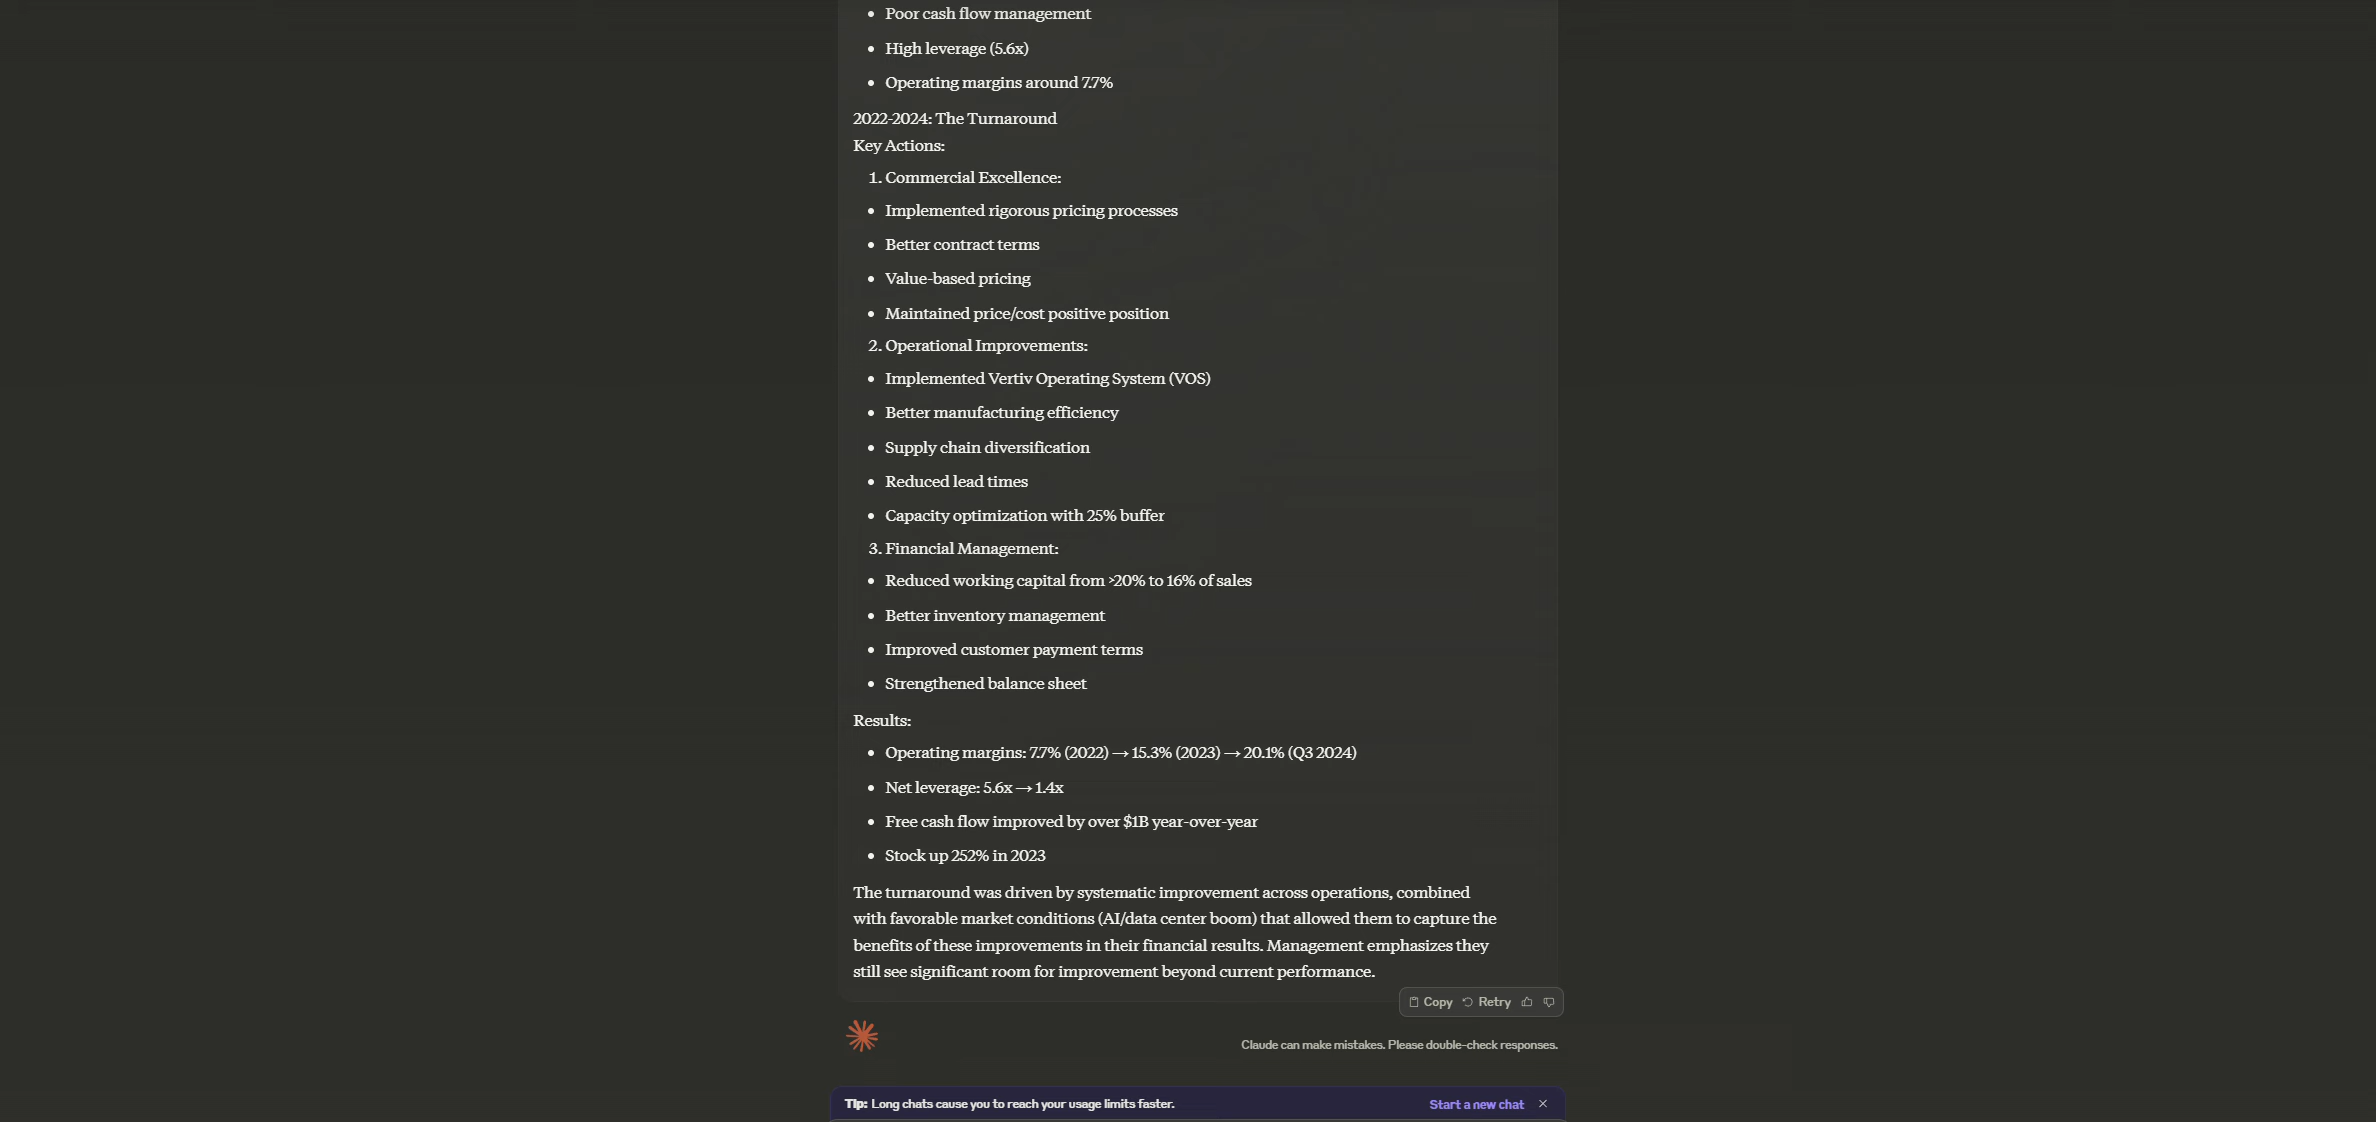 • Poor cash flow management
• High leverage (5.6x)
• Operating margins around 7.7%
2022-2024: The Turnaround
Key Actions:
1. Commercial Excellence:
• Implemented rigorous pricing processes
• Better contract terms
• Value-based pricing
• Maintained price/cost positive position
2. Operational Improvements:
• Implemented Vertiv Operating System (VOS)
• Better manufacturing efficiency
• Supply chain diversification
• Reduced lead times
• Capacity optimization with 25% buffer
3. Financial Management:
• Reduced working capital from >20% to 16% of sales
• Better inventory management
• Improved customer payment terms
• Strengthened balance sheet
Results:
• Operating margins: 7.7% (2022) → 15.3% (2023) → 20.1% (Q3 2024)
• Net leverage: 5.6x → 1.4x
• Free cash flow improved by over $1B year-over-year
• Stock up 252% in 2023
The turnaround was driven by systematic improvement across operations, combined
with favorable market conditions (AI/data center boom) that allowed them to capture the
benefits of these improvements in their financial results. Management emphasizes they
still see significant room for improvement beyond current performance.
Copy Retry
Claude can make mistakes. Please double-check responses.
Tip: Long chats cause you to reach your usage limits faster. Start a new chat ×